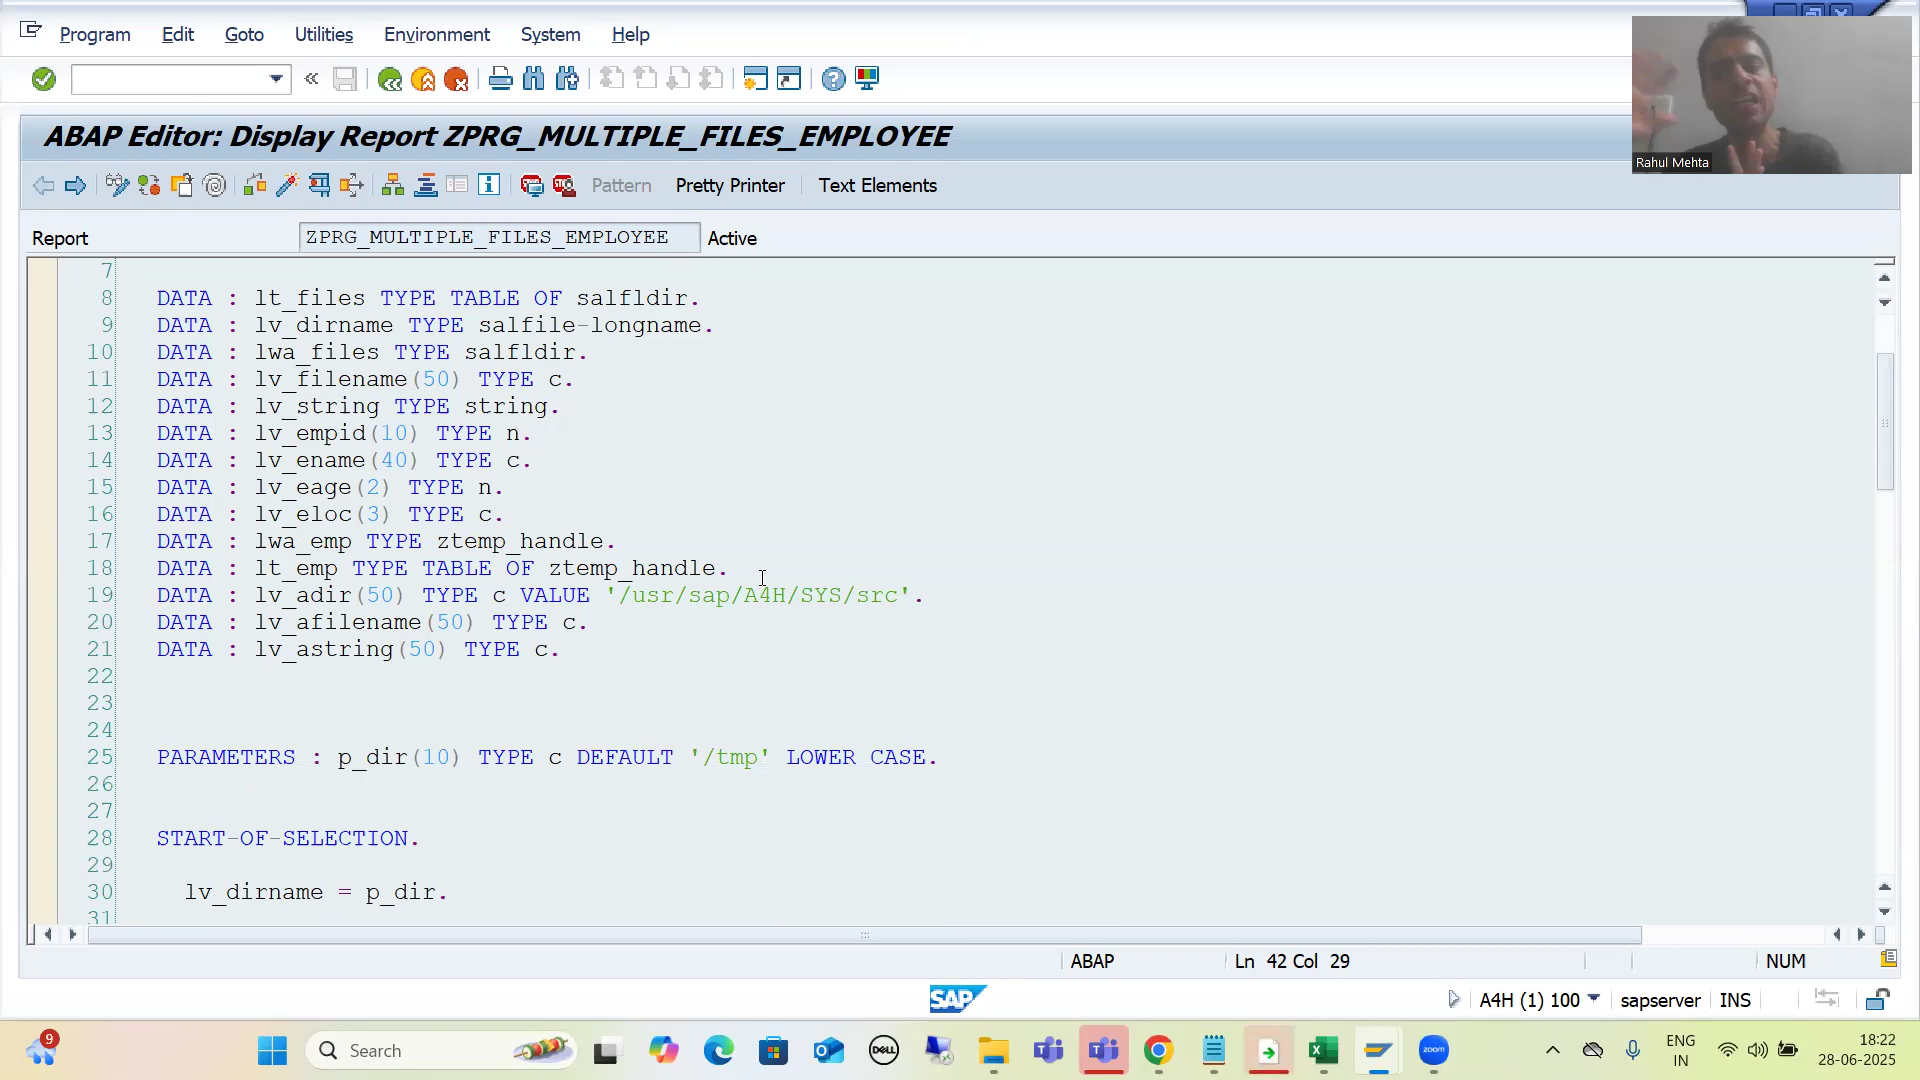 Program Edit Goto Utilities Environment System Help
Rahul Mehta
ABAP Editor: Display Report ZPRG_MULTIPLE_FILES_EMPLOYEE
Pattern Pretty Printer Text Elements
Report ZPRG_MULTIPLE_FILES_EMPLOYEE Active
7
8 DATA : lt_files TYPE TABLE OF salfldir.
9 DATA : lv_dirname TYPE salfile-longname.
10 DATA : lwa_files TYPE salfldir.
11 DATA : lv_filename(50) TYPE c.
12 DATA : lv_string TYPE string.
13 DATA : lv_empid(10) TYPE n.
14 DATA : lv_ename(40) TYPE c.
15 DATA : lv_eage(2) TYPE n.
16 DATA : lv_eloc(3) TYPE c.
17 DATA : lwa_emp TYPE ztemp_handle.
18 DATA : lt_emp TYPE TABLE OF ztemp_handle.
19 DATA : lv_adir(50) TYPE c VALUE '/usr/sap/A4H/SYS/src'.
20 DATA : lv_afilename(50) TYPE c.
21 DATA : lv_astring(50) TYPE c.
22
23
24
25 PARAMETERS : p_dir(10) TYPE c DEFAULT '/tmp' LOWER CASE.
26
27
28 START-OF-SELECTION.
29
30 lv_dirname = p_dir.
31
ABAP Ln 42 Col 29 NUM
SAP A4H (1) 100 sapserver INS
9 Search DELL zoom ENG IN 18:22 28-06-2025